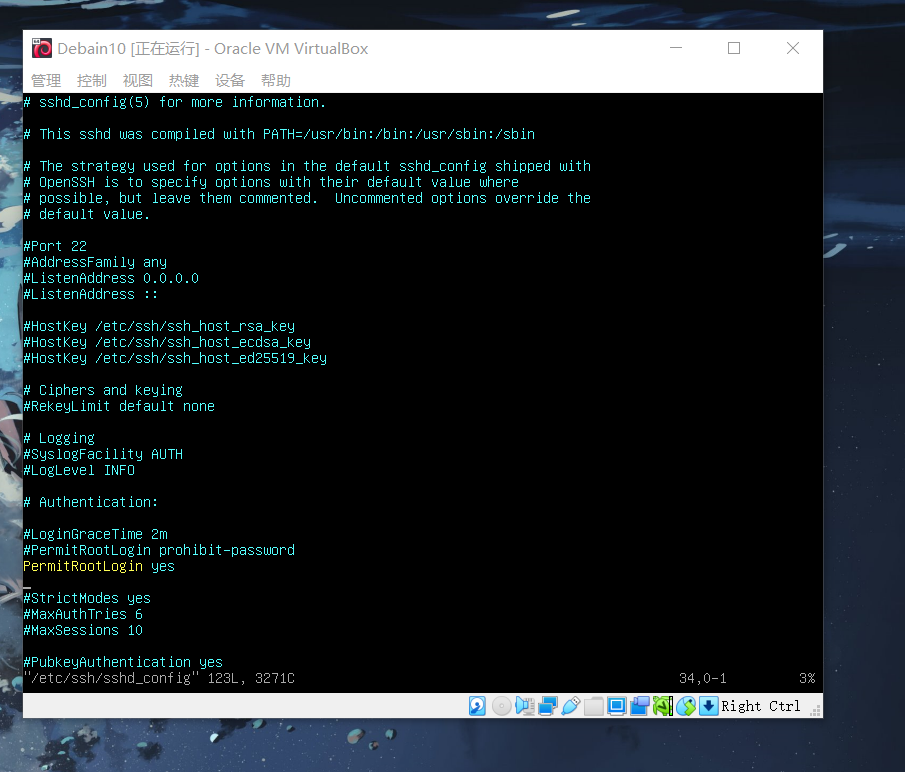 Debain10 [正在运行] - Oracle VM VirtualBox
管理 控制 视图 热键 设备 帮助
# sshd_config(5) for more information.
# This sshd was compiled with PATH=/usr/bin:/bin:/usr/sbin:/sbin
# The strategy used for options in the default sshd_config shipped with
# OpenSSH is to specify options with their default value where
# possible, but leave them commented.  Uncommented options override the
# default value.
#Port 22
#AddressFamily any
#ListenAddress 0.0.0.0
#ListenAddress ::
#HostKey /etc/ssh/ssh_host_rsa_key
#HostKey /etc/ssh/ssh_host_ecdsa_key
#HostKey /etc/ssh/ssh_host_ed25519_key
# Ciphers and keying
#RekeyLimit default none
# Logging
#SyslogFacility AUTH
#LogLevel INFO
# Authentication:
#LoginGraceTime 2m
#PermitRootLogin prohibit-password
PermitRootLogin yes
#StrictModes yes
#MaxAuthTries 6
#MaxSessions 10
#PubkeyAuthentication yes
"/etc/ssh/sshd_config" 123L, 3271C 34,0-1 3%
Right Ctrl